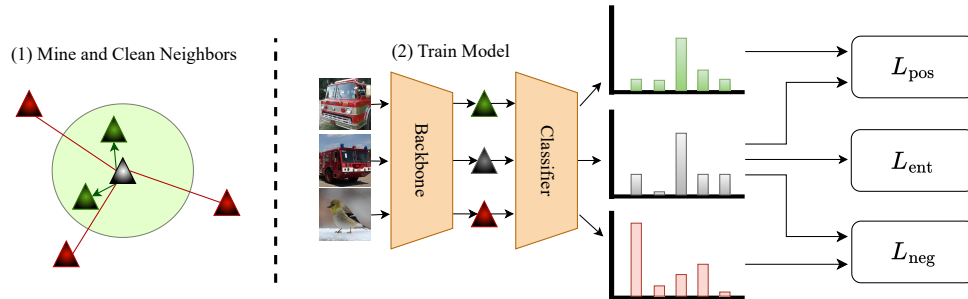 (1) Mine and Clean Neighbors
(2) Train Model
Backbone
Classifier
L_pos
L_ent
L_neg